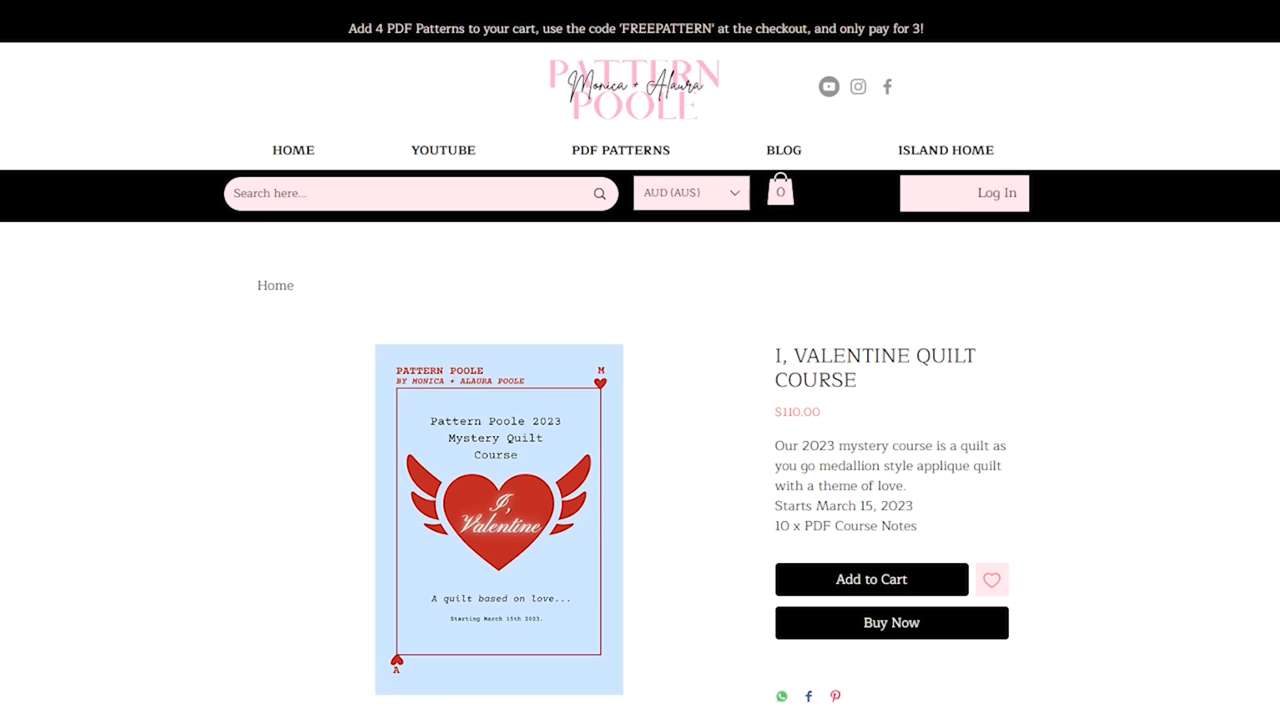 Add 4 PDF Patterns to your cart, use the code 'FREEPATTERN' at the checkout, and only pay for 3!
PATTERN
Monica + Alaura
POOLE
HOME YOUTUBE PDF PATTERNS BLOG ISLAND HOME
Search here... AUD (AUS) 0 Log In
Home
PATTERN POOLE
BY MONICA + ALAURA POOLE
M
Pattern Poole 2023
Mystery Quilt
Course
I,
Valentine
A quilt based on love...
Starting March 15th 2023.
A
I, VALENTINE QUILT
COURSE
$110.00
Our 2023 mystery course is a quilt as
you go medallion style applique quilt
with a theme of love.
Starts March 15, 2023
10 x PDF Course Notes
Add to Cart
Buy Now